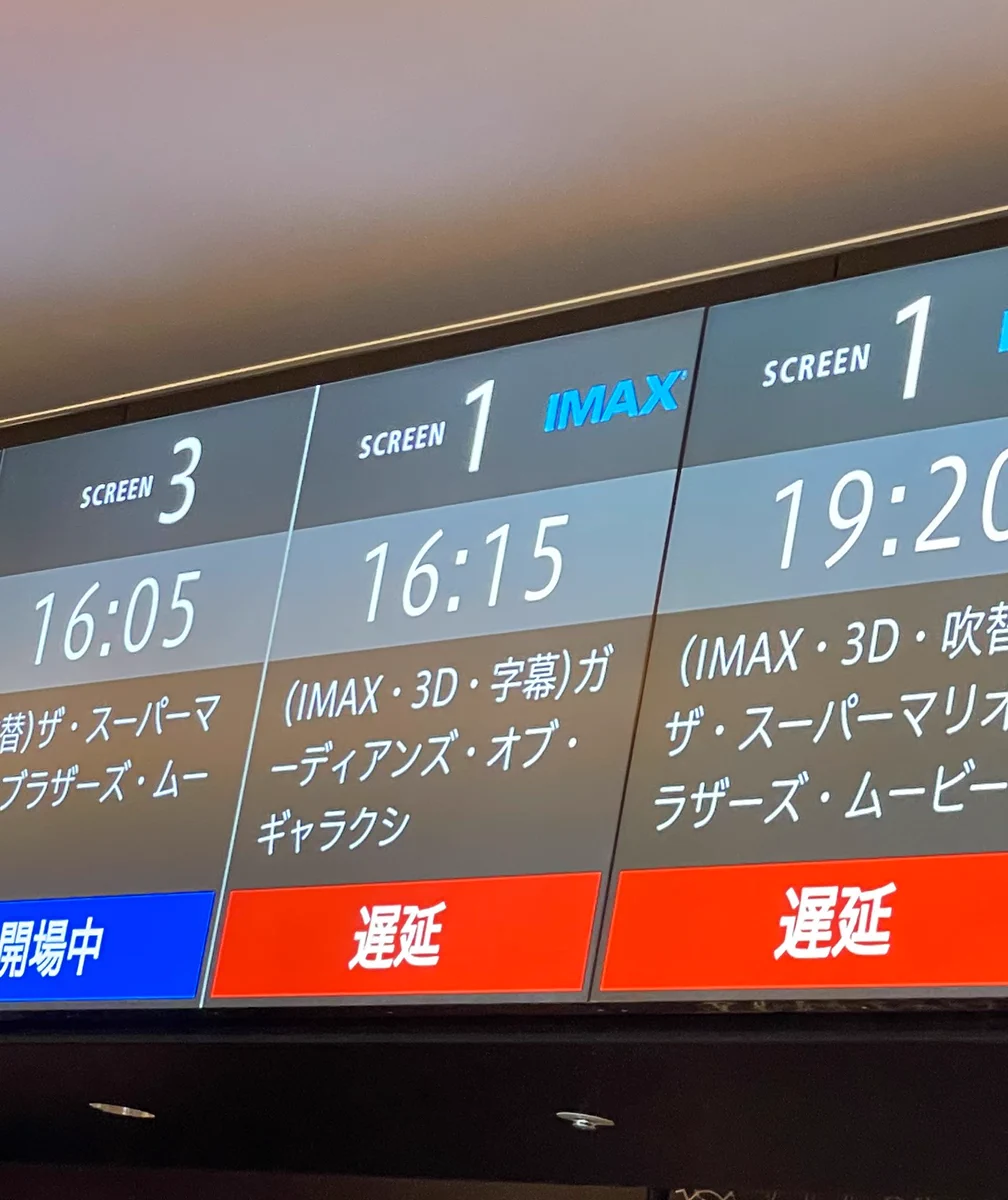 SCREEN 3
16:05
替)ザ・スーパーマ
ブラザーズ・ムー
開場中
SCREEN 1 IMAX
16:15
(IMAX・3D・字幕)ガ
ーディアンズ・オブ・
ギャラクシ
遅延
SCREEN 1
19:20
(IMAX・3D・吹替
ザ・スーパーマリオ
ラザーズ・ムービー
遅延